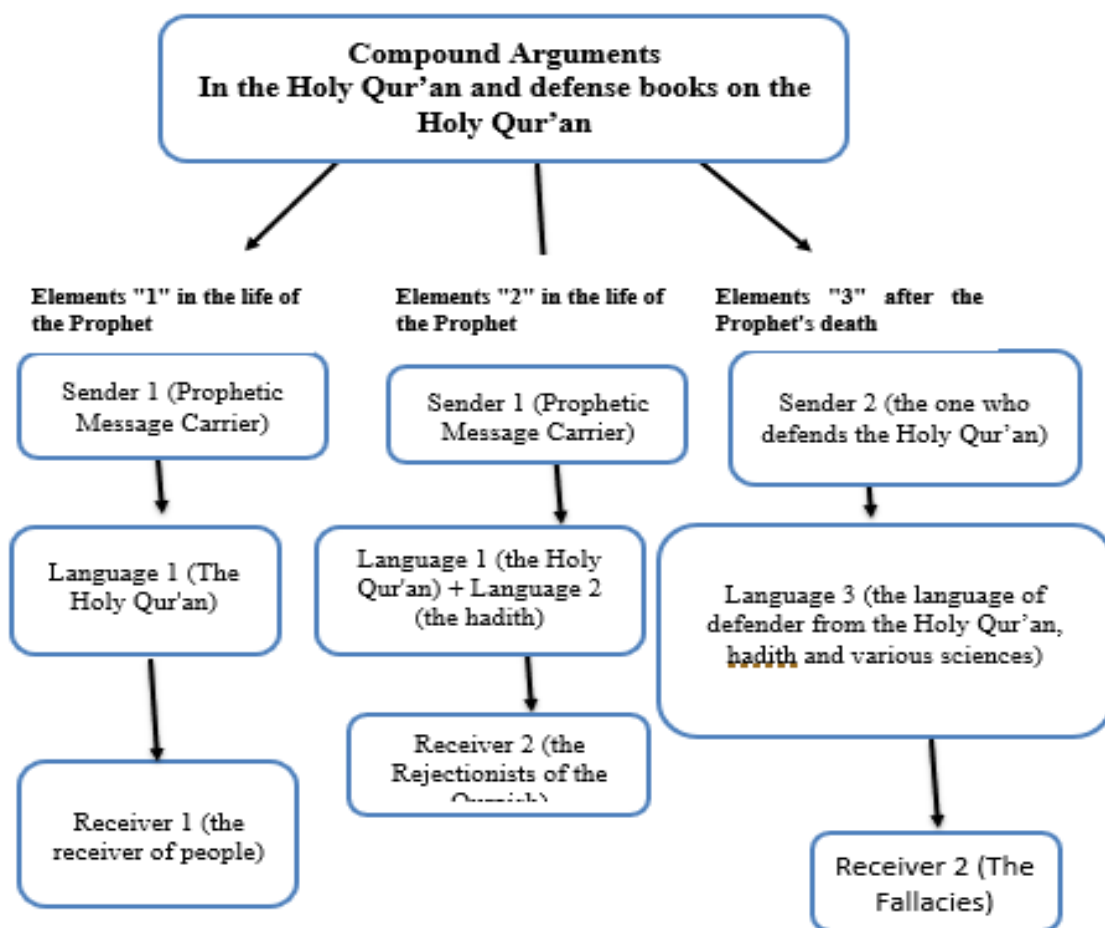 Compound Arguments
In the Holy Qur’an and defense books on the
Holy Qur’an
Elements "1" in the life of
the Prophet
Sender 1 (Prophetic
Message Carrier)
Language 1 (The
Holy Qur'an)
Receiver 1 (the
receiver of people)
Elements "2" in the life of
the Prophet
Sender 1 (Prophetic
Message Carrier)
Language 1 (the Holy
Qur'an) + Language 2
(the hadith)
Receiver 2 (the
Rejectionists of the
Elements "3" after the
Prophet's death
Sender 2 (the one who
defends the Holy Qur’an)
Language 3 (the language of
defender from the Holy Qur’an,
hadith and various sciences)
Receiver 2 (The
Fallacies)